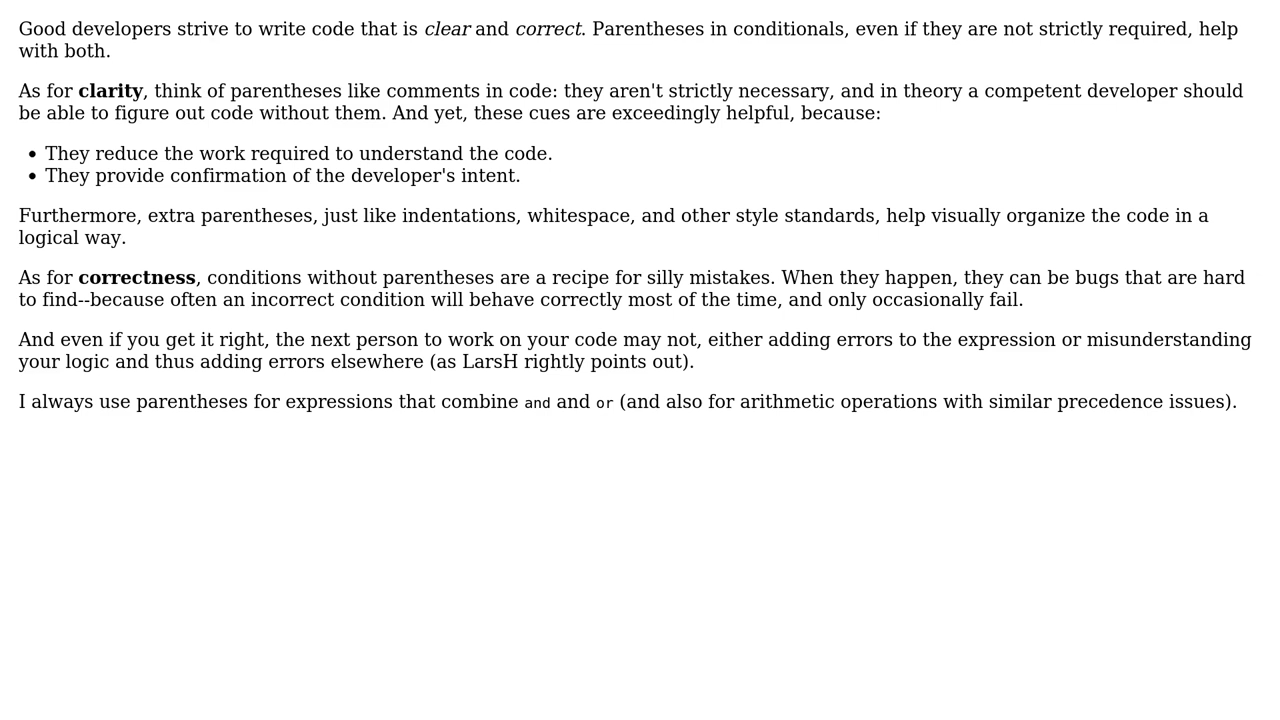 Good developers strive to write code that is clear and correct. Parentheses in conditionals, even if they are not strictly required, help
with both.
As for clarity, think of parentheses like comments in code: they aren't strictly necessary, and in theory a competent developer should
be able to figure out code without them. And yet, these cues are exceedingly helpful, because:
• They reduce the work required to understand the code.
• They provide confirmation of the developer's intent.
Furthermore, extra parentheses, just like indentations, whitespace, and other style standards, help visually organize the code in a
logical way.
As for correctness, conditions without parentheses are a recipe for silly mistakes. When they happen, they can be bugs that are hard
to find--because often an incorrect condition will behave correctly most of the time, and only occasionally fail.
And even if you get it right, the next person to work on your code may not, either adding errors to the expression or misunderstanding
your logic and thus adding errors elsewhere (as LarsH rightly points out).
I always use parentheses for expressions that combine and and or (and also for arithmetic operations with similar precedence issues).